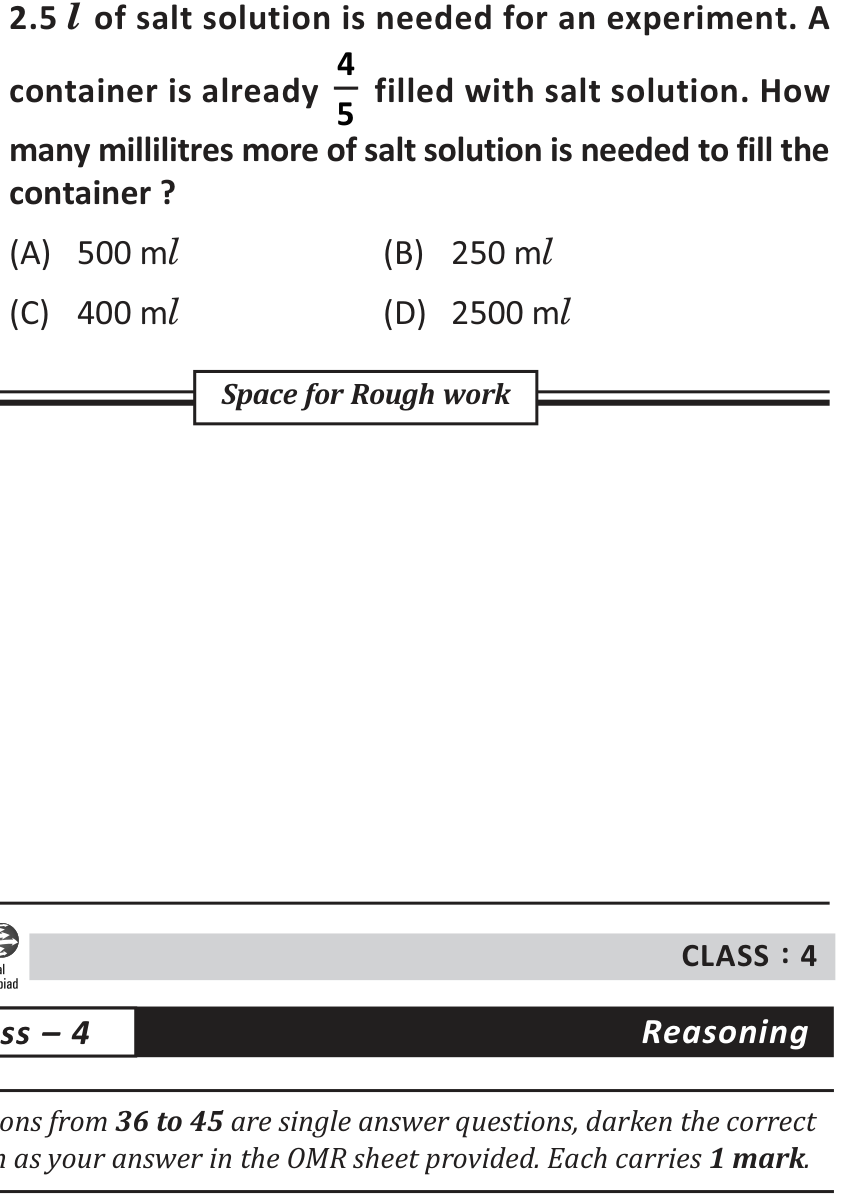 2.5 l of salt solution is needed for an experiment. A
container is already 4/5 filled with salt solution. How
many millilitres more of salt solution is needed to fill the
container ?
(A) 500 ml (B) 250 ml
(C) 400 ml (D) 2500 ml
Space for Rough work
al
piad
CLASS : 4
ss – 4 Reasoning
ons from 36 to 45 are single answer questions, darken the correct
n as your answer in the OMR sheet provided. Each carries 1 mark.